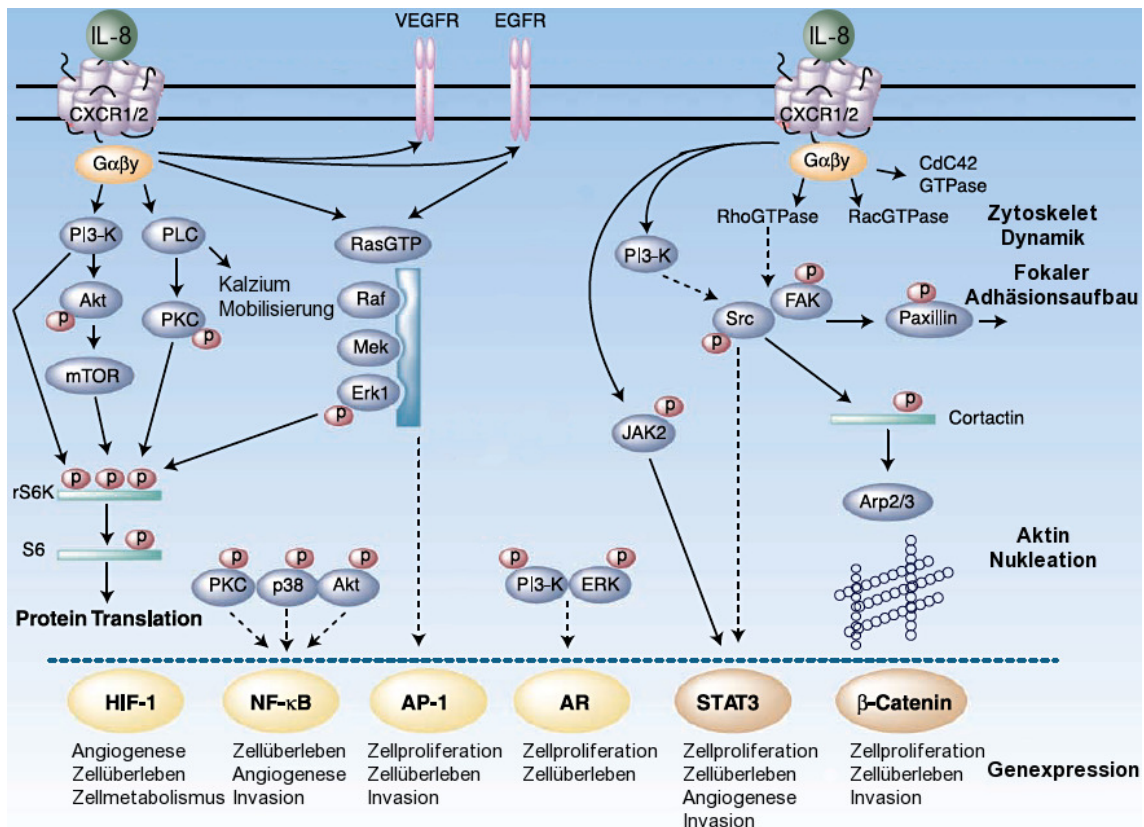 VEGFR
EGFR
IL-8
IL-8
CXCR1/2
CXCR1/2
Gαβy
Gαβy
CdC42
GTPase
RhoGTPase
RacGTPase
Zytoskelet
Dynamik
PI3-K
PLC
RasGTP
PI3-K
Kalzium
Mobilisierung
Fokaler
Adhäsionsaufbau
Akt
p
PKC
p
Raf
Mek
Erk1
p
p
FAK
Src
p
p
Paxillin
mTOR
p
JAK2
p
Cortactin
rS6K
p
p
p
Arp2/3
S6
p
Aktin
Nukleation
p
p
p
PKC
p38
Akt
p
p
PI3-K
ERK
Protein Translation
HIF-1
NF-κB
AP-1
AR
STAT3
β-Catenin
Angiogenese
Zellüberleben
Zellmetabolismus
Zellüberleben
Angiogenese
Invasion
Zellproliferation
Zellüberleben
Invasion
Zellproliferation
Zellüberleben
Zellproliferation
Zellüberleben
Angiogenese
Invasion
Zellproliferation
Zellüberleben
Invasion
Genexpression